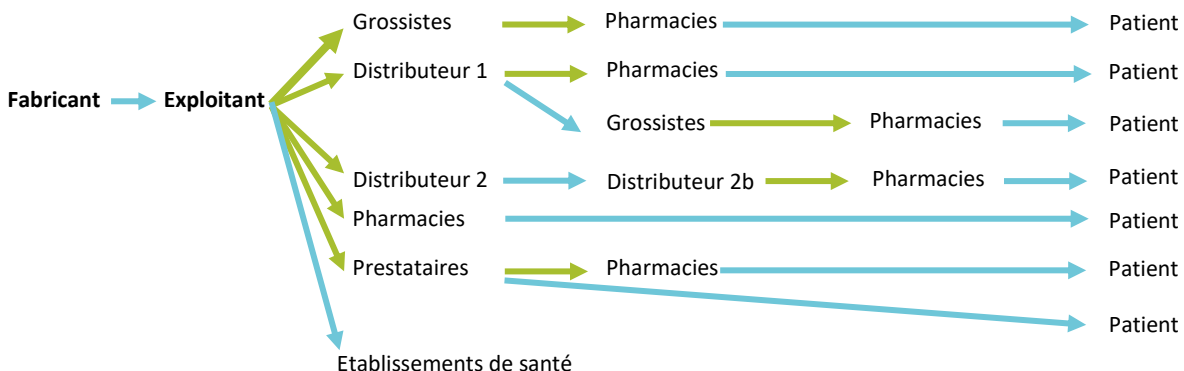 Grossistes Pharmacies Patient
Distributeur 1 Pharmacies Patient
Fabricant Exploitant
Grossistes Pharmacies Patient
Distributeur 2 Distributeur 2b Pharmacies Patient
Pharmacies Patient
Prestataires Pharmacies Patient
Patient
Etablissements de santé